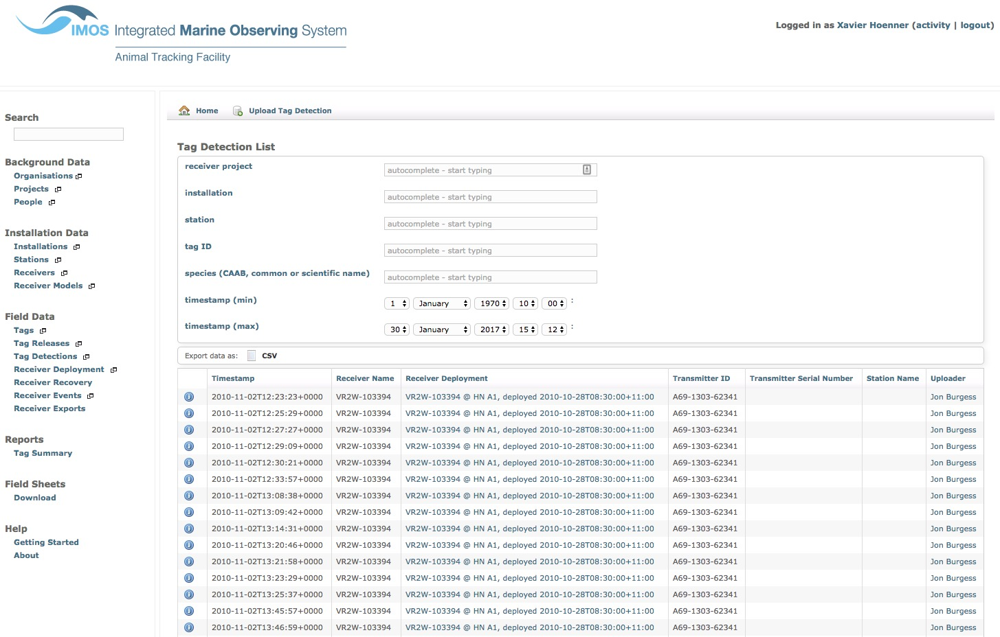 IMOS Integrated Marine Observing System
Animal Tracking Facility
Logged in as Xavier Hoenner (activity | logout)
Search
Background Data
Organisations
Projects
People
Installation Data
Installations
Stations
Receivers
Receiver Models
Field Data
Tags
Tag Releases
Tag Detections
Receiver Deployment
Receiver Recovery
Receiver Events
Receiver Exports
Reports
Tag Summary
Field Sheets
Download
Help
Getting Started
About
Home Upload Tag Detection
Tag Detection List
receiver project autocomplete - start typing
installation autocomplete - start typing
station autocomplete - start typing
tag ID autocomplete - start typing
species (CAAB, common or scientific name) autocomplete - start typing
timestamp (min) 1 January 1970 10 00 :
timestamp (max) 30 January 2017 15 12 :
Export data as: CSV
Timestamp Receiver Name Receiver Deployment Transmitter ID Transmitter Serial Number Station Name Uploader
2010-11-02T12:23:23+0000 VR2W-103394 VR2W-103394 @ HN A1, deployed 2010-10-28T08:30:00+11:00 A69-1303-62341 Jon Burgess
2010-11-02T12:25:29+0000 VR2W-103394 VR2W-103394 @ HN A1, deployed 2010-10-28T08:30:00+11:00 A69-1303-62341 Jon Burgess
2010-11-02T12:27:27+0000 VR2W-103394 VR2W-103394 @ HN A1, deployed 2010-10-28T08:30:00+11:00 A69-1303-62341 Jon Burgess
2010-11-02T12:29:09+0000 VR2W-103394 VR2W-103394 @ HN A1, deployed 2010-10-28T08:30:00+11:00 A69-1303-62341 Jon Burgess
2010-11-02T12:30:21+0000 VR2W-103394 VR2W-103394 @ HN A1, deployed 2010-10-28T08:30:00+11:00 A69-1303-62341 Jon Burgess
2010-11-02T12:33:57+0000 VR2W-103394 VR2W-103394 @ HN A1, deployed 2010-10-28T08:30:00+11:00 A69-1303-62341 Jon Burgess
2010-11-02T13:08:38+0000 VR2W-103394 VR2W-103394 @ HN A1, deployed 2010-10-28T08:30:00+11:00 A69-1303-62341 Jon Burgess
2010-11-02T13:09:42+0000 VR2W-103394 VR2W-103394 @ HN A1, deployed 2010-10-28T08:30:00+11:00 A69-1303-62341 Jon Burgess
2010-11-02T13:14:31+0000 VR2W-103394 VR2W-103394 @ HN A1, deployed 2010-10-28T08:30:00+11:00 A69-1303-62341 Jon Burgess
2010-11-02T13:20:46+0000 VR2W-103394 VR2W-103394 @ HN A1, deployed 2010-10-28T08:30:00+11:00 A69-1303-62341 Jon Burgess
2010-11-02T13:21:58+0000 VR2W-103394 VR2W-103394 @ HN A1, deployed 2010-10-28T08:30:00+11:00 A69-1303-62341 Jon Burgess
2010-11-02T13:23:29+0000 VR2W-103394 VR2W-103394 @ HN A1, deployed 2010-10-28T08:30:00+11:00 A69-1303-62341 Jon Burgess
2010-11-02T13:25:37+0000 VR2W-103394 VR2W-103394 @ HN A1, deployed 2010-10-28T08:30:00+11:00 A69-1303-62341 Jon Burgess
2010-11-02T13:45:57+0000 VR2W-103394 VR2W-103394 @ HN A1, deployed 2010-10-28T08:30:00+11:00 A69-1303-62341 Jon Burgess
2010-11-02T13:46:59+0000 VR2W-103394 VR2W-103394 @ HN A1, deployed 2010-10-28T08:30:00+11:00 A69-1303-62341 Jon Burgess